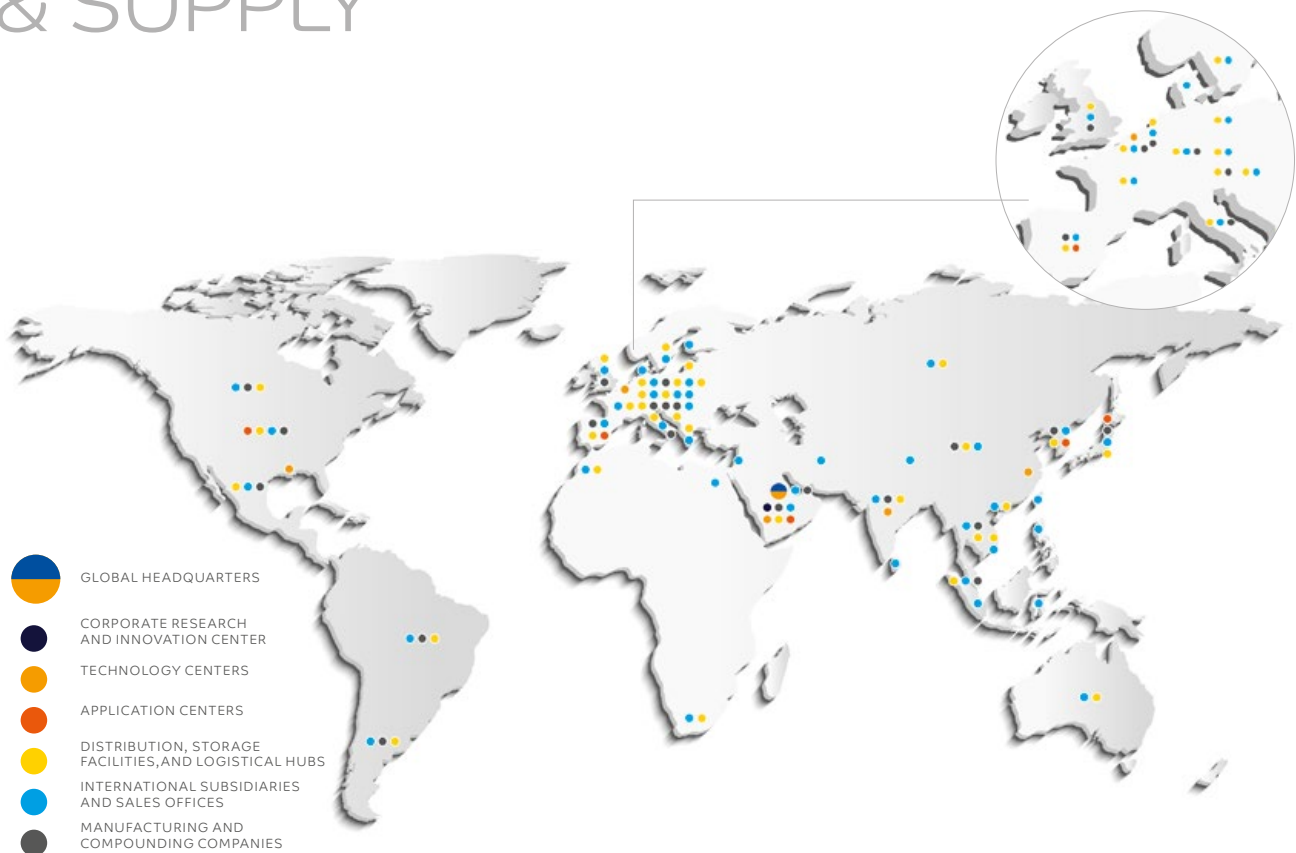 & SUPPLY
GLOBAL HEADQUARTERS
CORPORATE RESEARCH
AND INNOVATION CENTER
TECHNOLOGY CENTERS
APPLICATION CENTERS
DISTRIBUTION, STORAGE
FACILITIES,AND LOGISTICAL HUBS
INTERNATIONAL SUBSIDIARIES
AND SALES OFFICES
MANUFACTURING AND
COMPOUNDING COMPANIES